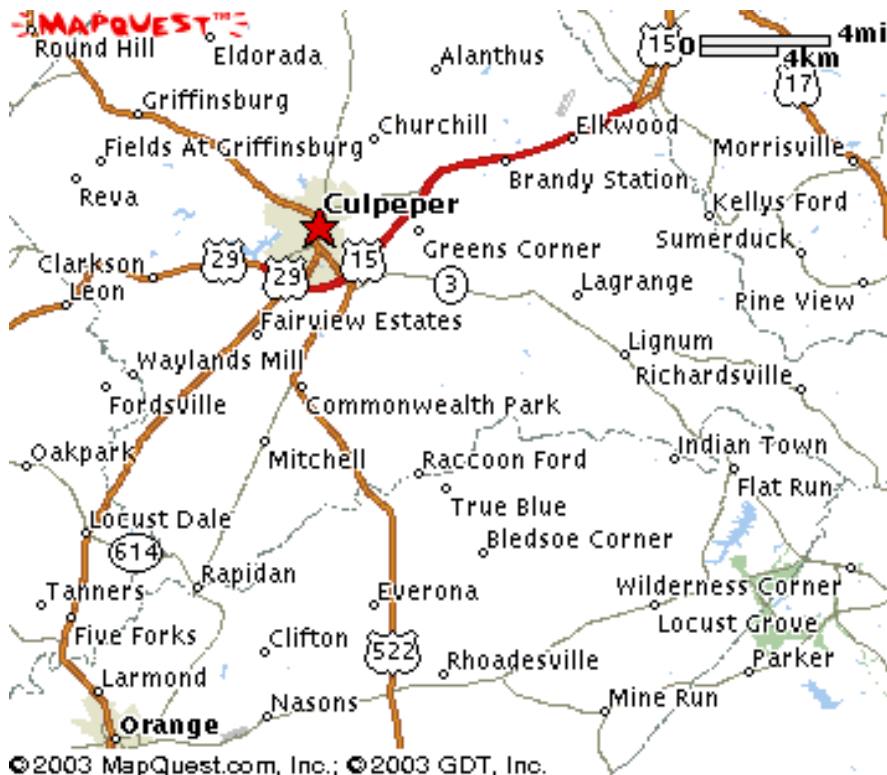 MAPQUEST™
15
0
4mi
4km
Round Hill
Eldorada
Alanthus
17
Griffinsburg
Churchill
Elkwood
Fields At Griffinsburg
Morrisville
Reva
Brandy Station
Culpeper
Kellys Ford
Greens Corner
Sumerduck
Clarkson
29
29
15
3
Lagrange
Leon
Pine View
Fairview Estates
Lignum
Waylands Mill
Richardsville
Fordsville
Commonwealth Park
Oakpark
Mitchell
Raccoon Ford
Indian Town
Flat Run
True Blue
Locust Dale
Bledsoe Corner
614
Rapidan
Tanners
Everona
Wilderness Corner
Five Forks
Clifton
Locust Grove
522
Rhoadesville
Parker
Larmond
Nasons
Mine Run
Orange
©2003 MapQuest.com, Inc.; ©2003 GDT, Inc.